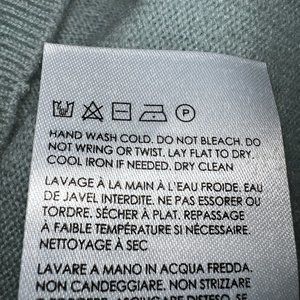 P
HAND WASH COLD. DO NOT BLEACH. DO
NOT WRING OR TWIST. LAY FLAT TO DRY.
COOL IRON IF NEEDED. DRY CLEAN
LAVAGE À LA MAIN À L'EAU FROIDE. EAU
DE JAVEL INTERDITE. NE PAS ESSORER OU
TORDRE. SÉCHER À PLAT. REPASSAGE
À FAIBLE TEMPÉRATURE SI NÉCESSAIRE.
NETTOYAGE À SEC
LAVARE A MANO IN ACQUA FREDDA.
NON CANDEGGIARE. NON STRIZZARE